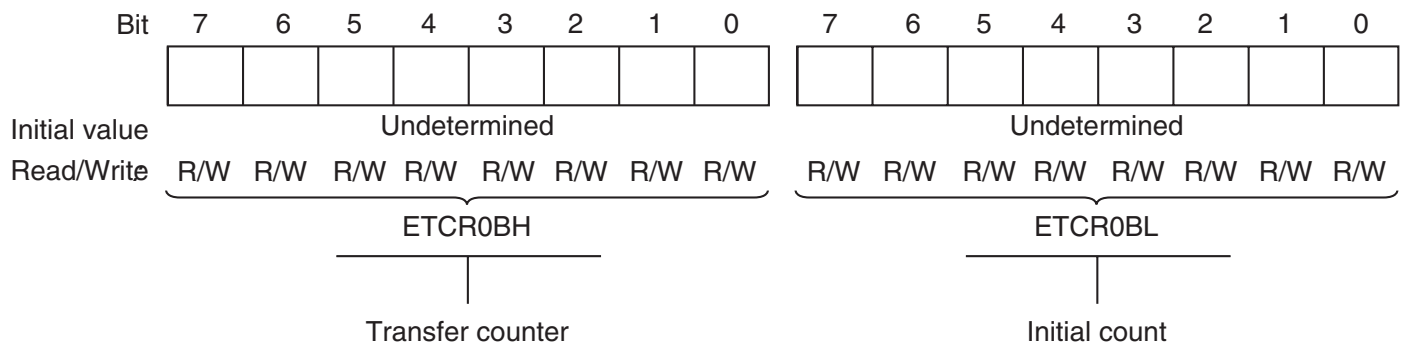 Bit 7 6 5 4 3 2 1 0 7 6 5 4 3 2 1 0
Initial value Undetermined Undetermined
Read/Write R/W R/W R/W R/W R/W R/W R/W R/W R/W R/W R/W R/W R/W R/W R/W R/W
ETCR0BH ETCR0BL
Transfer counter Initial count